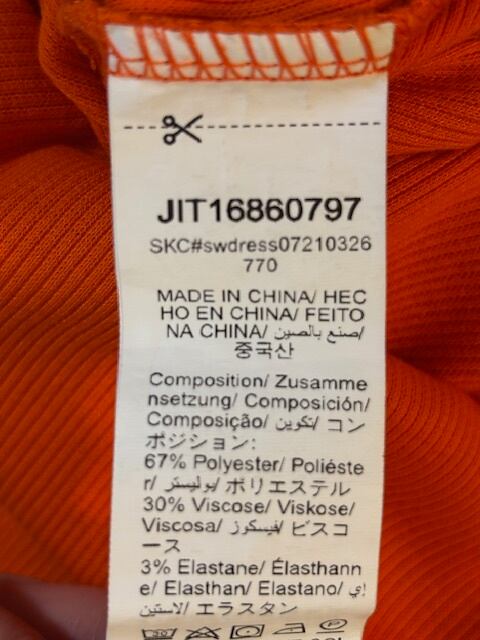 JIT16860797
SKC#swdress07210326
770
MADE IN CHINA/ HEC
HO EN CHINA/ FEITO
NA CHINA/ صنع بالصين/
중국산
Composition/ Zusamme
nsetzung/ Composición/
Composição/ تكوين/ コン
ポジション:
67% Polyester/ Poliéste
r/ بوليستر/ ポリエステル
30% Viscose/ Viskose/
Viscosa/ فيسكوز/ ビスコ
ース
3% Elastane/ Élasthann
e/ Elasthan/ Elastano/ إي
لاستين/ エラスタン